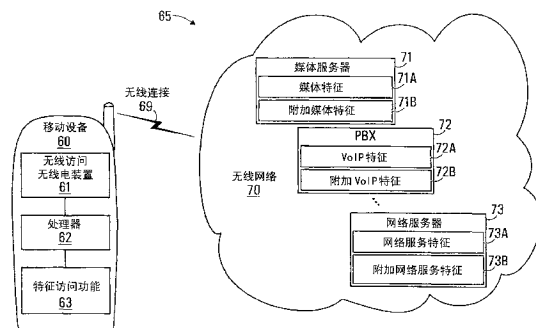 65
媒体服务器
71
媒体特征
71A
附加媒体特征
71B
PBX
72
VoIP特征
72A
附加VoIP特征
72B
网络服务器
73
网络服务特征
73A
附加网络服务特征
73B
无线网络
70
无线连接
69
移动设备
60
无线访问
无线电装置
61
处理器
62
特征访问功能
63